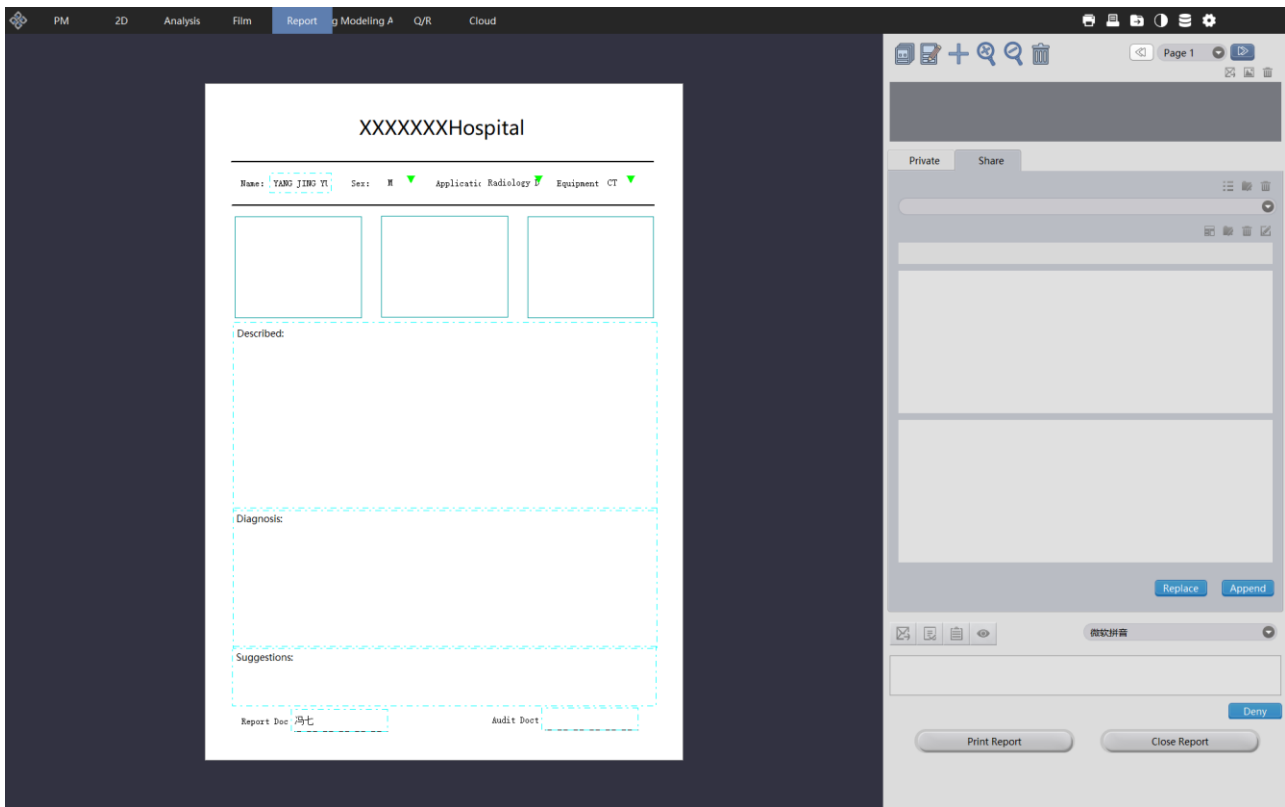 PM 2D Analysis Film Report g Modeling A Q/R Cloud
Page 1
XXXXXXXHospital
Name: YANG JING YU Sex: M Applicatic Radiology D Equipment CT
Described:
Diagnosis:
Suggestions:
Report Doc 冯七 Audit Doct
Private Share
Replace Append
微软拼音
Deny
Print Report Close Report